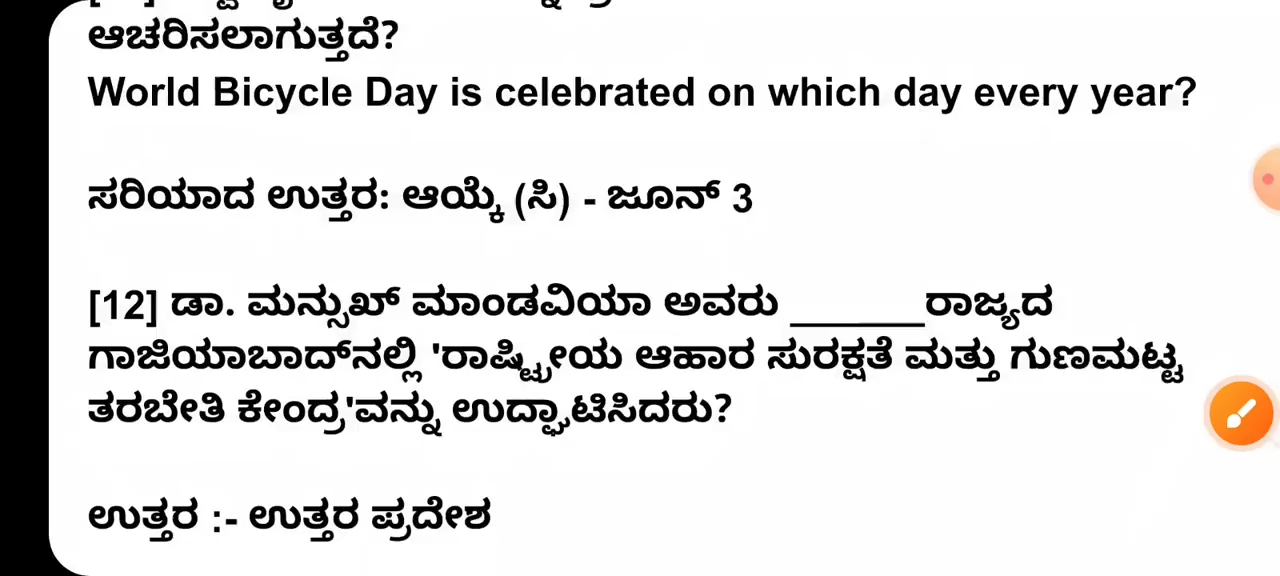 ಆಚರಿಸಲಾಗುತ್ತದೆ?
World Bicycle Day is celebrated on which day every year?
ಸರಿಯಾದ ಉತ್ತರ: ಆಯ್ಕೆ (ಸಿ) - ಜೂನ್ 3
[12] ಡಾ. ಮನ್ಸುಖ್ ಮಾಂಡವಿಯಾ ಅವರು ______ರಾಜ್ಯದ
ಗಾಜಿಯಾಬಾದ್‌ನಲ್ಲಿ 'ರಾಷ್ಟ್ರೀಯ ಆಹಾರ ಸುರಕ್ಷತೆ ಮತ್ತು ಗುಣಮಟ್ಟ
ತರಬೇತಿ ಕೇಂದ್ರ'ವನ್ನು ಉದ್ಘಾಟಿಸಿದರು?
ಉತ್ತರ :- ಉತ್ತರ ಪ್ರದೇಶ